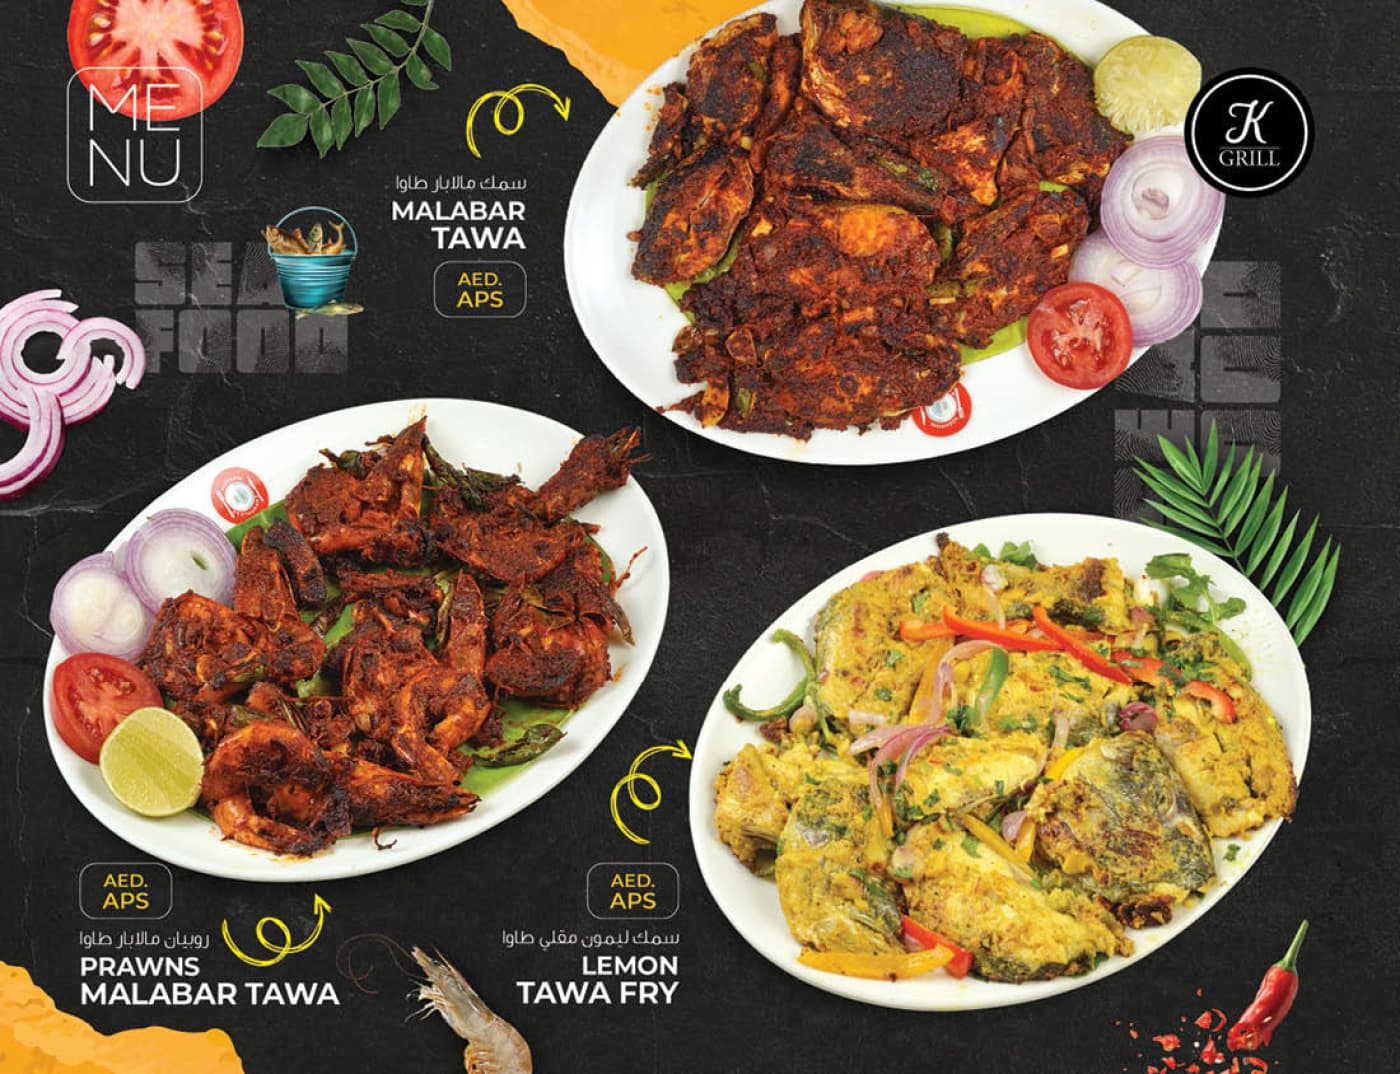 ME
NU
K
GRILL
سمك مالابار طاوا
MALABAR
TAWA
AED.
APS
SEA
FOOD
AED.
APS
روبيان مالابار طاوا
PRAWNS
MALABAR TAWA
AED.
APS
سمك ليمون مقلي طاوا
LEMON
TAWA FRY